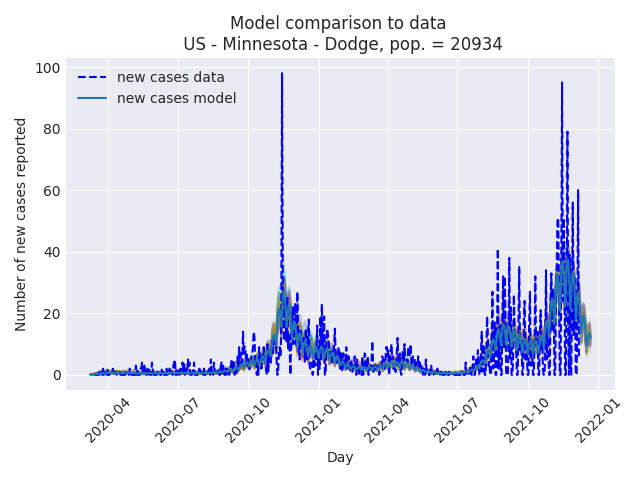 Model comparison to data
US - Minnesota - Dodge, pop. = 20934
new cases data
new cases model
Number of new cases reported
100
80
60
40
20
0
2020-04
2020-07
2020-10
2021-01
2021-04
2021-07
2021-10
2022-01
Day